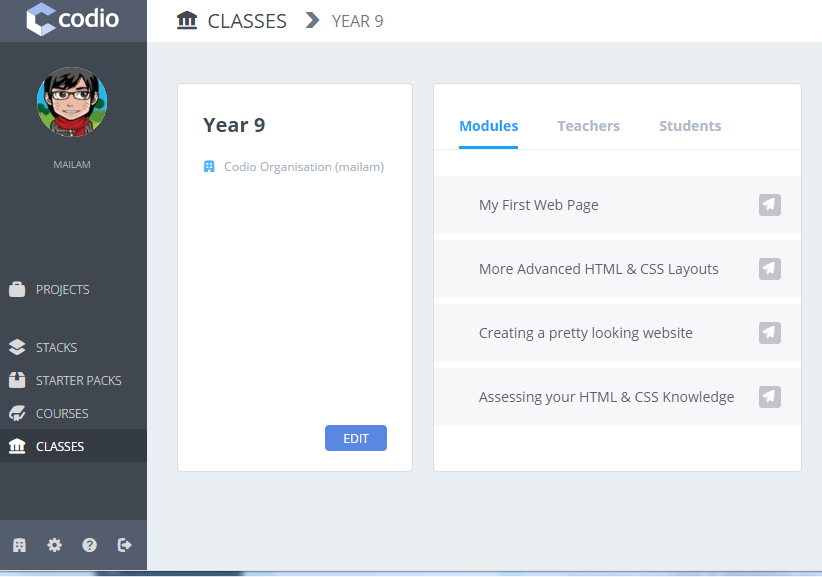 codio
CLASSES
YEAR 9
MAILAM
PROJECTS
STACKS
STARTER PACKS
COURSES
CLASSES
Year 9
Codio Organisation (mailam)
EDIT
Modules
Teachers
Students
My First Web Page
More Advanced HTML & CSS Layouts
Creating a pretty looking website
Assessing your HTML & CSS Knowledge